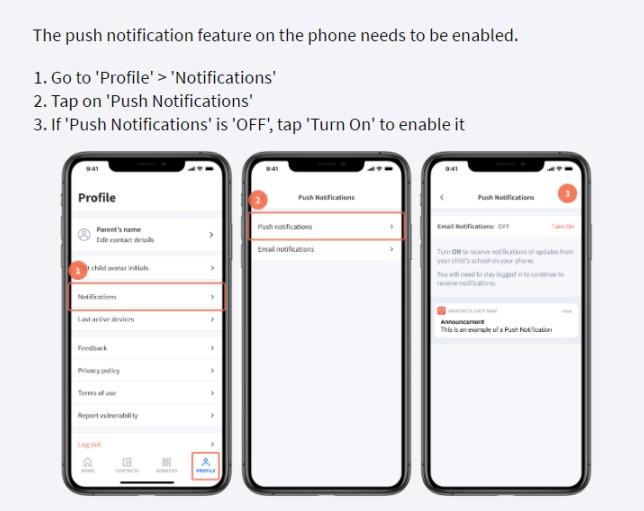 The push notification feature on the phone needs to be enabled.
1. Go to 'Profile' > 'Notifications'
2. Tap on 'Push Notifications'
3. If 'Push Notifications' is 'OFF', tap 'Turn On' to enable it
9:41
Profile
Parent's name
Edit contact details
1
child avatar initials
Notifications
Last active devices
Feedback
Privacy policy
Terms of use
Report vulnerability
Log out
HOME CONTACTS SERVICES PROFILE
9:41
2
Push Notifications
Push notifications
Email notifications
9:41
3
Push Notifications
Email Notifications: OFF Turn On
Turn ON to receive notifications of updates from
your child's school on your phone.
You will need to stay logged in to continue to
receive notifications.
PARENTS GATEWAY now
Announcement
This is an example of a Push Notification